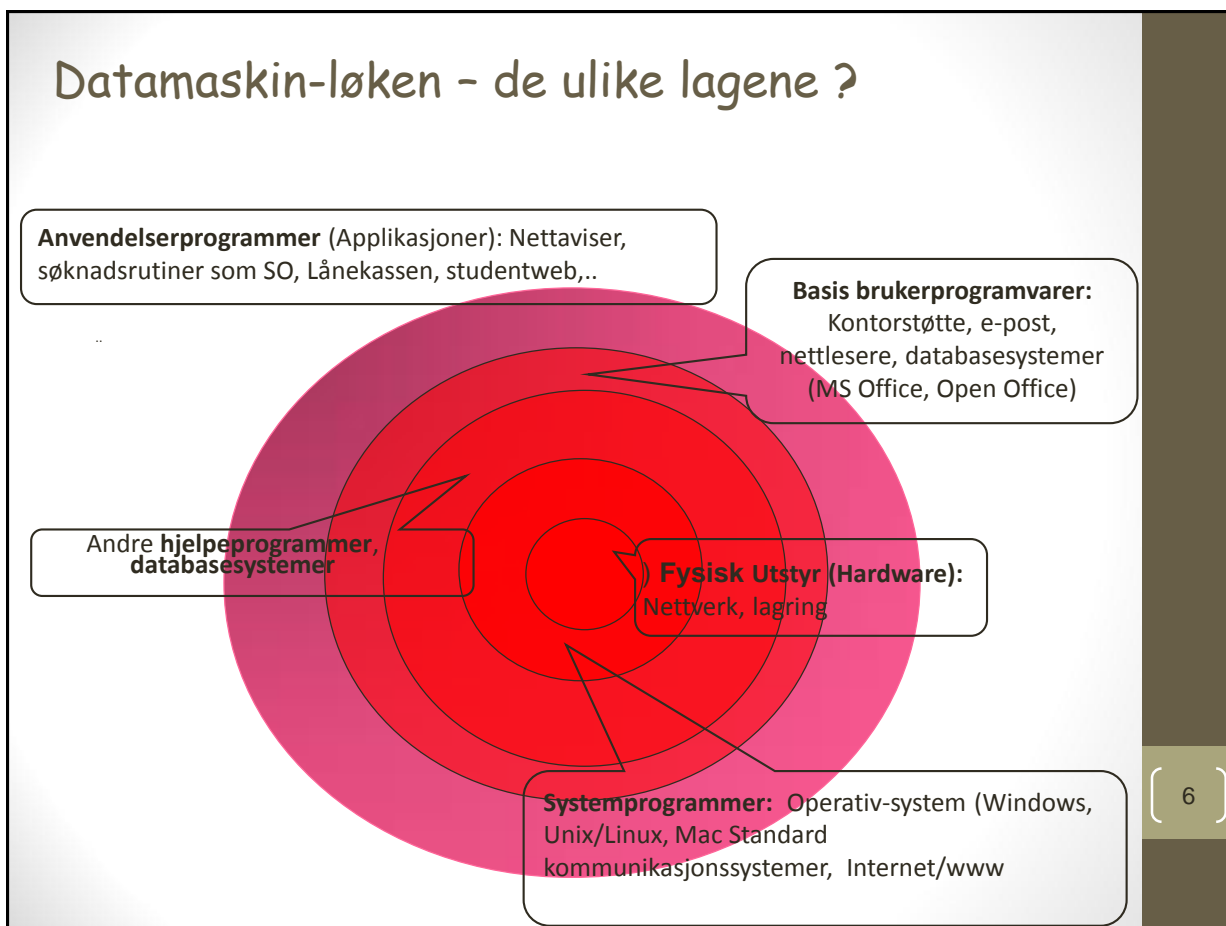 Datamaskin-løken – de ulike lagene ?
Anvendelserprogrammer (Applikasjoner): Nettaviser,
søknadsrutiner som SO, Lånekassen, studentweb,..
..
Basis brukerprogramvarer:
Kontorstøtte, e-post,
nettlesere, databasesystemer
(MS Office, Open Office)
Andre hjelpeprogrammer,
databasesystemer
) Fysisk Utstyr (Hardware):
Nettverk, lagring
Systemprogrammer: Operativ-system (Windows,
Unix/Linux, Mac Standard
kommunikasjonssystemer, Internet/www
6